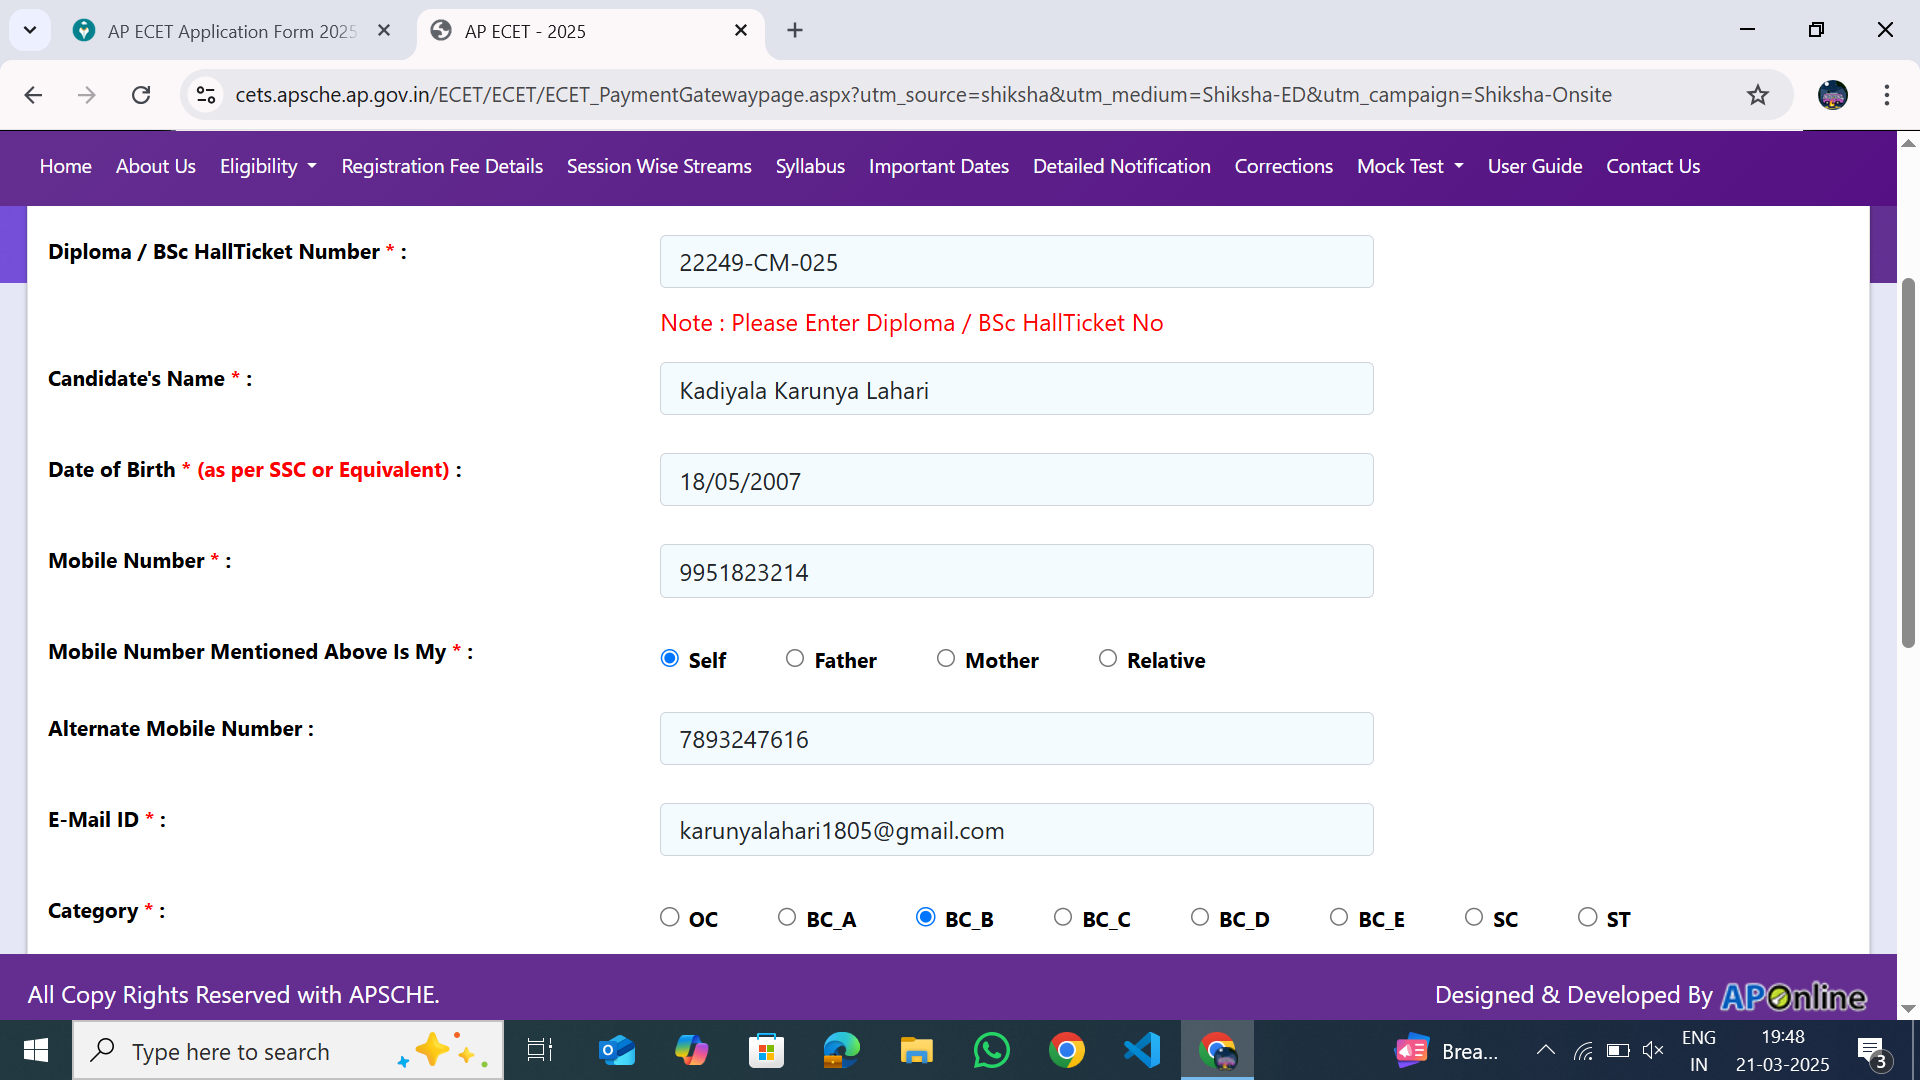 AP ECET Application Form 2025
AP ECET - 2025
cets.apsche.ap.gov.in/ECET/ECET/ECET_PaymentGatewaypage.aspx?utm_source=shiksha&utm_medium=Shiksha-ED&utm_campaign=Shiksha-Onsite
Home About Us Eligibility Registration Fee Details Session Wise Streams Syllabus Important Dates Detailed Notification Corrections Mock Test User Guide Contact Us
Diploma / BSc HallTicket Number * : 22249-CM-025
Note : Please Enter Diploma / BSc HallTicket No
Candidate's Name * : Kadiyala Karunya Lahari
Date of Birth * (as per SSC or Equivalent) : 18/05/2007
Mobile Number * : 9951823214
Mobile Number Mentioned Above Is My * : Self Father Mother Relative
Alternate Mobile Number : 7893247616
E-Mail ID * : karunyalahari1805@gmail.com
Category * : OC BC_A BC_B BC_C BC_D BC_E SC ST
All Copy Rights Reserved with APSCHE. Designed & Developed By APOnline
Type here to search Brea... ENG 19:48
IN 21-03-2025 3